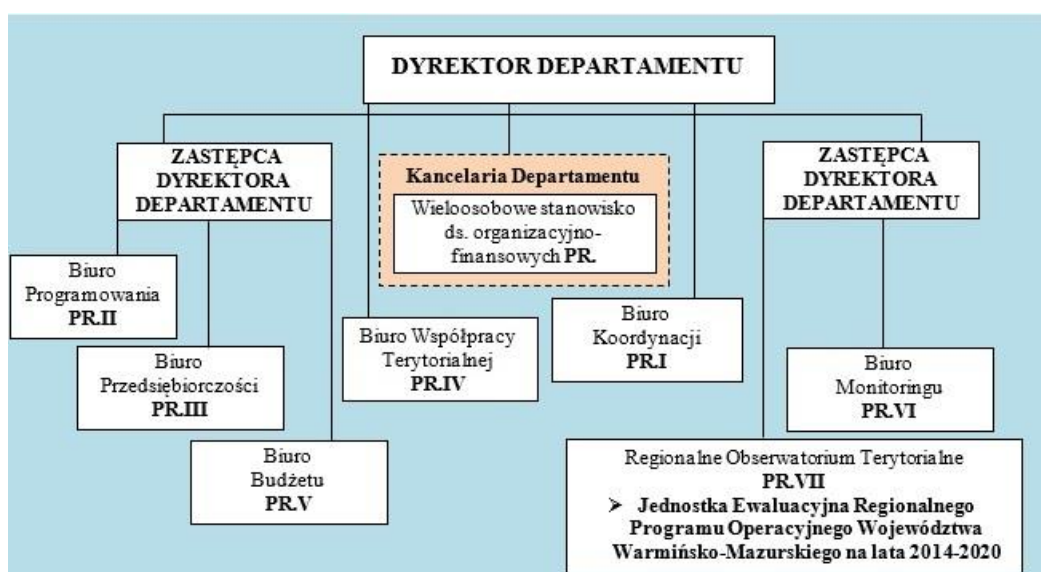 DYREKTOR DEPARTAMENTU
ZASTĘPCA
DYREKTORA
DEPARTAMENTU
Kancelaria Departamentu
Wieloosobowe stanowisko
ds. organizacyjno-
finansowych PR.
ZASTĘPCA
DYREKTORA
DEPARTAMENTU
Biuro
Programowania
PR.II
Biuro
Przedsiębiorczości
PR.III
Biuro
Budżetu
PR.V
Biuro Współpracy
Terytorialnej
PR.IV
Biuro
Koordynacji
PR.I
Biuro
Monitoringu
PR.VI
Regionalne Obserwatorium Terytorialne
PR.VII
➢ Jednostka Ewaluacyjna Regionalnego
Programu Operacyjnego Województwa
Warmińsko-Mazurskiego na lata 2014-2020